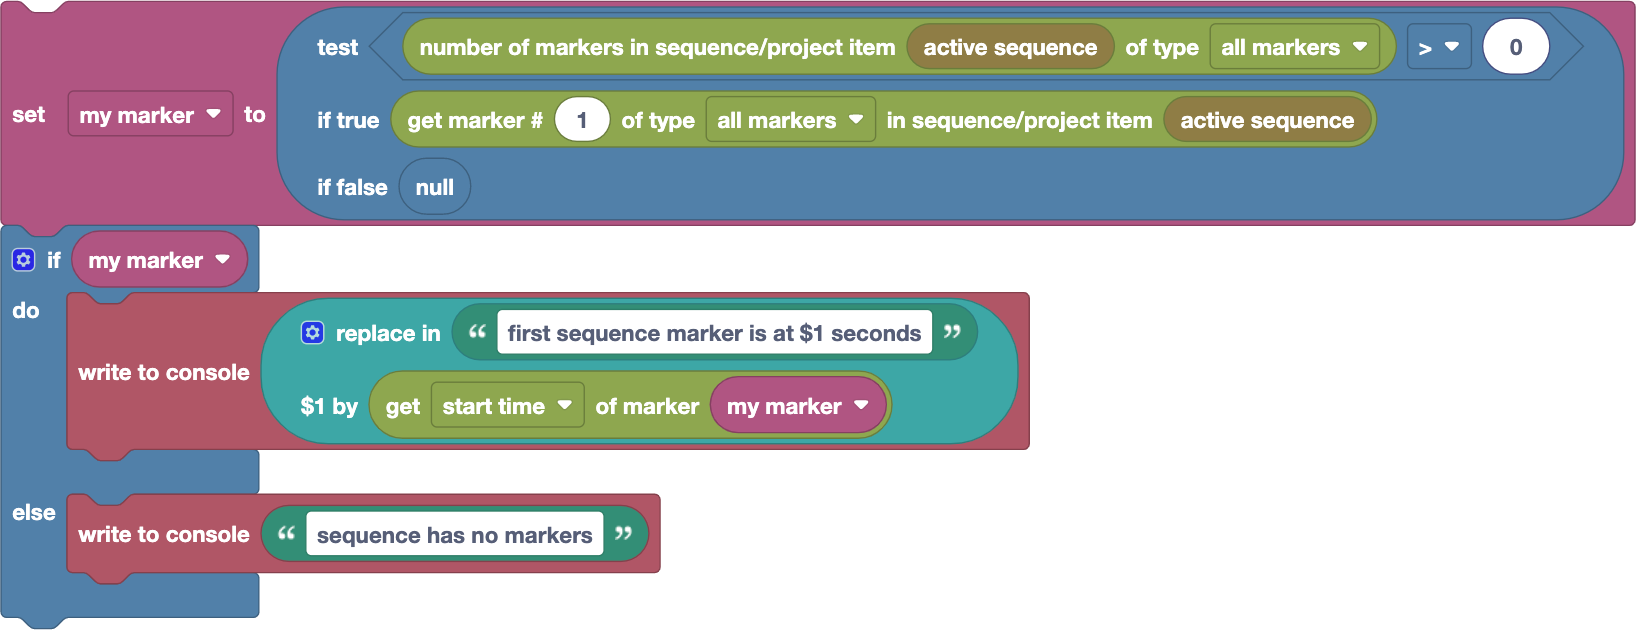 test number of markers in sequence/project item active sequence of type all markers > 0
set my marker to
if true get marker # 1 of type all markers in sequence/project item active sequence
if false null
if my marker
do
replace in “ first sequence marker is at $1 seconds ”
write to console
$1 by get start time of marker my marker
else
write to console “ sequence has no markers ”